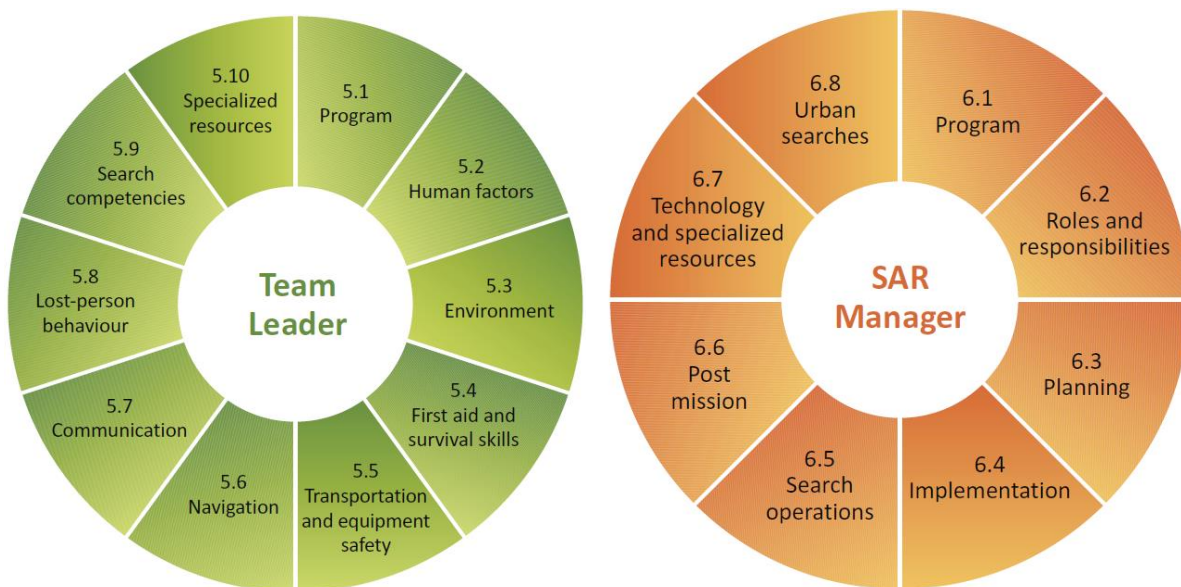 5.1
Program
5.2
Human factors
5.3
Environment
5.4
First aid and
survival skills
5.5
Transportation
and equipment
safety
5.6
Navigation
5.7
Communication
5.8
Lost-person
behaviour
5.9
Search
competencies
5.10
Specialized
resources
Team
Leader
6.1
Program
6.2
Roles and
responsibilities
6.3
Planning
6.4
Implementation
6.5
Search
operations
6.6
Post
mission
6.7
Technology
and specialized
resources
6.8
Urban
searches
SAR
Manager